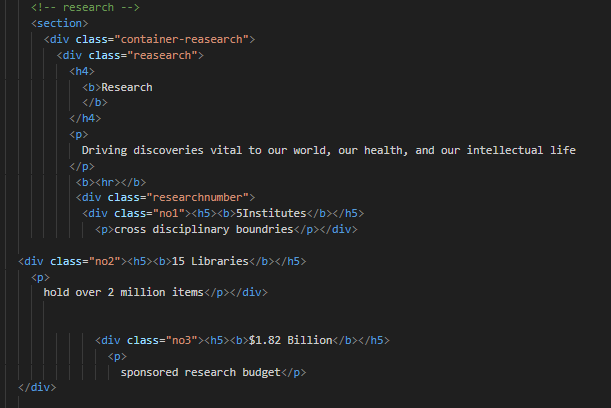 <!-- research -->
<section>
<div class="container-reasearch">
<div class="reasearch">
<h4>
<b>Research
</b>
</h4>
<p>
Driving discoveries vital to our world, our health, and our intellectual life
</p>
<b><hr></b>
<div class="researchnumber">
<div class="no1"><h5><b>5Institutes</b></h5>
<p>cross disciplinary boundries</p></div>
<div class="no2"><h5><b>15 Libraries</b></h5>
<p>
hold over 2 million items</p></div>
<div class="no3"><h5><b>$1.82 Billion</b></h5>
<p>
sponsored research budget</p>
</div>